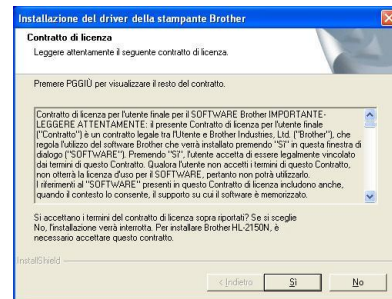 Installazione del driver della stampante Brother
Contratto di licenza
Leggere attentamente il seguente contratto di licenza.
Premere PGGIÙ per visualizzare il resto del contratto.
Contratto di licenza per l'utente finale per il SOFTWARE Brother IMPORTANTE-
LEGGERE ATTENTAMENTE: il presente Contratto di licenza per l'utente finale
("Contratto") è un contratto legale tra l'Utente e Brother Industries, Ltd. ("Brother"), che
regola l'utilizzo del software Brother che verrà installato premendo "Sì" in questa finestra di
dialogo ("SOFTWARE"). Premendo "Sì", l'utente accetta di essere legalmente vincolato
dai termini di questo Contratto. Qualora l'utente non accetti i termini di questo Contratto,
non otterrà la licenza d'uso per il SOFTWARE, pertanto non potrà utilizzarlo.
I riferimenti al "SOFTWARE" presenti in questo Contratto di licenza includono anche,
quando il contesto lo consente, il supporto su cui il software è memorizzato.
Si accettano i termini del contratto di licenza sopra riportati? Se si sceglie
No, l'installazione verrà interrotta. Per installare Brother HL-2150N, è
necessario accettare questo contratto.
InstallShield
< Indietro Sì No